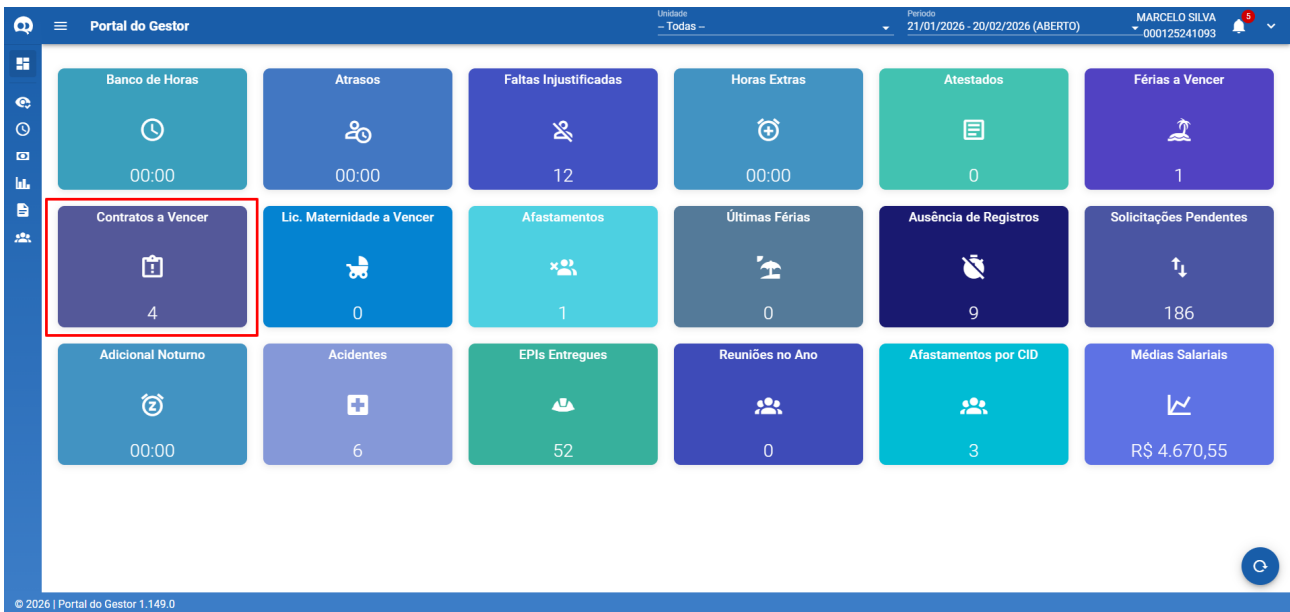 Portal do Gestor
Unidade
-- Todas --
Período
21/01/2026 - 20/02/2026 (ABERTO)
MARCELO SILVA
000125241093
5
Banco de Horas
00:00
Atrasos
00:00
Faltas Injustificadas
12
Horas Extras
00:00
Atestados
0
Férias a Vencer
1
Contratos a Vencer
4
Lic. Maternidade a Vencer
0
Afastamentos
1
Últimas Férias
0
Ausência de Registros
9
Solicitações Pendentes
186
Adicional Noturno
00:00
Acidentes
6
EPIs Entregues
52
Reuniões no Ano
0
Afastamentos por CID
3
Médias Salariais
R$ 4.670,55
© 2026 | Portal do Gestor 1.149.0